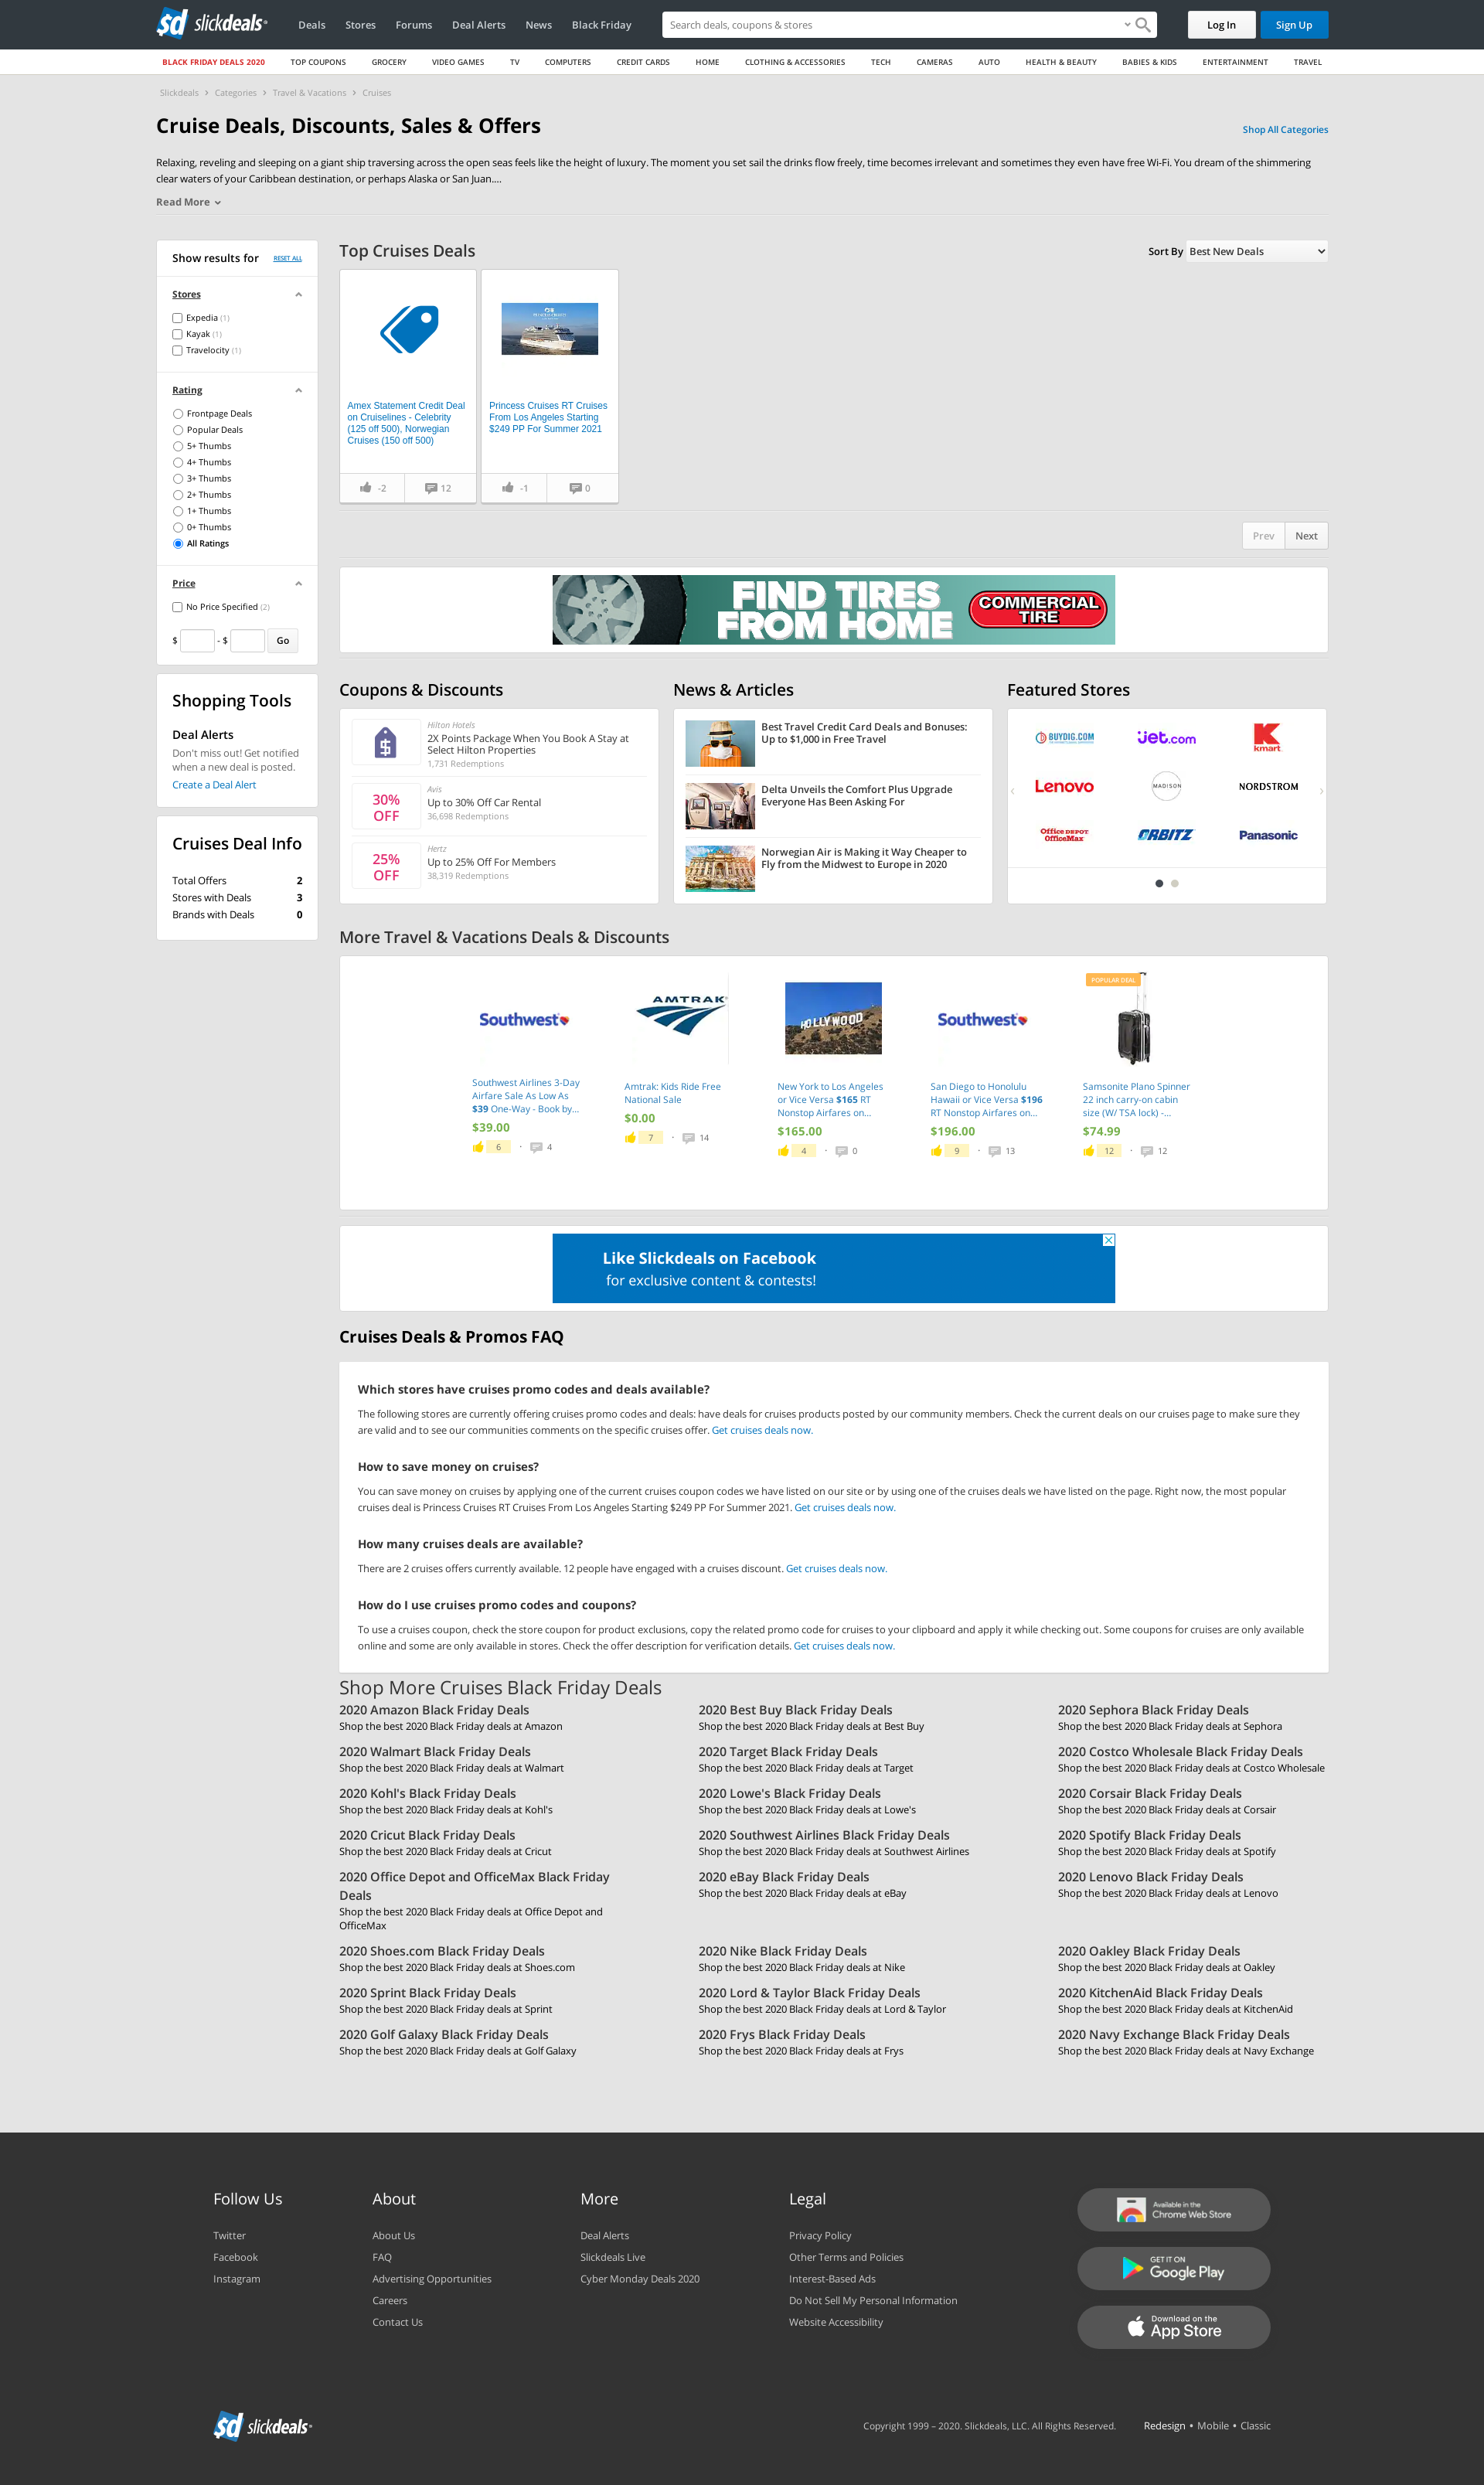 slickdeals
Deals Stores Forums Deal Alerts News Black Friday
Search deals, coupons & stores
Log In Sign Up
BLACK FRIDAY DEALS 2020 TOP COUPONS GROCERY VIDEO GAMES TV COMPUTERS CREDIT CARDS HOME CLOTHING & ACCESSORIES TECH CAMERAS AUTO HEALTH & BEAUTY BABIES & KIDS ENTERTAINMENT TRAVEL
Slickdeals › Categories › Travel & Vacations › Cruises
Cruise Deals, Discounts, Sales & Offers
Shop All Categories
Relaxing, reveling and sleeping on a giant ship traversing across the open seas feels like the height of luxury. The moment you set sail the drinks flow freely, time becomes irrelevant and sometimes they even have free Wi-Fi. You dream of the shimmering
clear waters of your Caribbean destination, or perhaps Alaska or San Juan....
Read More
Show results for RESET ALL
Stores
Expedia (1)
Kayak (1)
Travelocity (1)
Rating
Frontpage Deals
Popular Deals
5+ Thumbs
4+ Thumbs
3+ Thumbs
2+ Thumbs
1+ Thumbs
0+ Thumbs
All Ratings
Price
No Price Specified (2)
$ - $ Go
Shopping Tools
Deal Alerts
Don't miss out! Get notified
when a new deal is posted.
Create a Deal Alert
Cruises Deal Info
Total Offers 2
Stores with Deals 3
Brands with Deals 0
Top Cruises Deals
Sort By Best New Deals
Amex Statement Credit Deal
on Cruiselines - Celebrity
(125 off 500), Norwegian
Cruises (150 off 500)
-2 12
Princess Cruises RT Cruises
From Los Angeles Starting
$249 PP For Summer 2021
-1 0
Prev Next
FIND TIRES
FROM HOME
COMMERCIAL
TIRE
Coupons & Discounts
Hilton Hotels
2X Points Package When You Book A Stay at
Select Hilton Properties
1,731 Redemptions
30%
OFF
Avis
Up to 30% Off Car Rental
36,698 Redemptions
25%
OFF
Hertz
Up to 25% Off For Members
38,319 Redemptions
News & Articles
Best Travel Credit Card Deals and Bonuses:
Up to $1,000 in Free Travel
Delta Unveils the Comfort Plus Upgrade
Everyone Has Been Asking For
Norwegian Air is Making it Way Cheaper to
Fly from the Midwest to Europe in 2020
Featured Stores
BUYDIG.COM jet.com kmart
Lenovo MADISON NORDSTROM
Office DEPOT
OfficeMax
ORBITZ Panasonic
More Travel & Vacations Deals & Discounts
Southwest
Southwest Airlines 3-Day
Airfare Sale As Low As
$39 One-Way - Book by...
$39.00
6 · 4
AMTRAK
Amtrak: Kids Ride Free
National Sale
$0.00
7 · 14
HOLLYWOOD
New York to Los Angeles
or Vice Versa $165 RT
Nonstop Airfares on...
$165.00
4 · 0
Southwest
San Diego to Honolulu
Hawaii or Vice Versa $196
RT Nonstop Airfares on...
$196.00
9 · 13
POPULAR DEAL
Samsonite Plano Spinner
22 inch carry-on cabin
size (W/ TSA lock) -...
$74.99
12 · 12
Like Slickdeals on Facebook
for exclusive content & contests!
Cruises Deals & Promos FAQ
Which stores have cruises promo codes and deals available?
The following stores are currently offering cruises promo codes and deals: have deals for cruises products posted by our community members. Check the current deals on our cruises page to make sure they
are valid and to see our communities comments on the specific cruises offer. Get cruises deals now.
How to save money on cruises?
You can save money on cruises by applying one of the current cruises coupon codes we have listed on our site or by using one of the cruises deals we have listed on the page. Right now, the most popular
cruises deal is Princess Cruises RT Cruises From Los Angeles Starting $249 PP For Summer 2021. Get cruises deals now.
How many cruises deals are available?
There are 2 cruises offers currently available. 12 people have engaged with a cruises discount. Get cruises deals now.
How do I use cruises promo codes and coupons?
To use a cruises coupon, check the store coupon for product exclusions, copy the related promo code for cruises to your clipboard and apply it while checking out. Some coupons for cruises are only available
online and some are only available in stores. Check the offer description for verification details. Get cruises deals now.
Shop More Cruises Black Friday Deals
2020 Amazon Black Friday Deals
Shop the best 2020 Black Friday deals at Amazon
2020 Best Buy Black Friday Deals
Shop the best 2020 Black Friday deals at Best Buy
2020 Sephora Black Friday Deals
Shop the best 2020 Black Friday deals at Sephora
2020 Walmart Black Friday Deals
Shop the best 2020 Black Friday deals at Walmart
2020 Target Black Friday Deals
Shop the best 2020 Black Friday deals at Target
2020 Costco Wholesale Black Friday Deals
Shop the best 2020 Black Friday deals at Costco Wholesale
2020 Kohl's Black Friday Deals
Shop the best 2020 Black Friday deals at Kohl's
2020 Lowe's Black Friday Deals
Shop the best 2020 Black Friday deals at Lowe's
2020 Corsair Black Friday Deals
Shop the best 2020 Black Friday deals at Corsair
2020 Cricut Black Friday Deals
Shop the best 2020 Black Friday deals at Cricut
2020 Southwest Airlines Black Friday Deals
Shop the best 2020 Black Friday deals at Southwest Airlines
2020 Spotify Black Friday Deals
Shop the best 2020 Black Friday deals at Spotify
2020 Office Depot and OfficeMax Black Friday
Deals
Shop the best 2020 Black Friday deals at Office Depot and
OfficeMax
2020 eBay Black Friday Deals
Shop the best 2020 Black Friday deals at eBay
2020 Lenovo Black Friday Deals
Shop the best 2020 Black Friday deals at Lenovo
2020 Shoes.com Black Friday Deals
Shop the best 2020 Black Friday deals at Shoes.com
2020 Nike Black Friday Deals
Shop the best 2020 Black Friday deals at Nike
2020 Oakley Black Friday Deals
Shop the best 2020 Black Friday deals at Oakley
2020 Sprint Black Friday Deals
Shop the best 2020 Black Friday deals at Sprint
2020 Lord & Taylor Black Friday Deals
Shop the best 2020 Black Friday deals at Lord & Taylor
2020 KitchenAid Black Friday Deals
Shop the best 2020 Black Friday deals at KitchenAid
2020 Golf Galaxy Black Friday Deals
Shop the best 2020 Black Friday deals at Golf Galaxy
2020 Frys Black Friday Deals
Shop the best 2020 Black Friday deals at Frys
2020 Navy Exchange Black Friday Deals
Shop the best 2020 Black Friday deals at Navy Exchange
Follow Us
Twitter
Facebook
Instagram
About
About Us
FAQ
Advertising Opportunities
Careers
Contact Us
More
Deal Alerts
Slickdeals Live
Cyber Monday Deals 2020
Legal
Privacy Policy
Other Terms and Policies
Interest-Based Ads
Do Not Sell My Personal Information
Website Accessibility
Available in the
Chrome Web Store
GET IT ON
Google Play
Download on the
App Store
slickdeals
Copyright 1999 – 2020. Slickdeals, LLC. All Rights Reserved. Redesign • Mobile • Classic